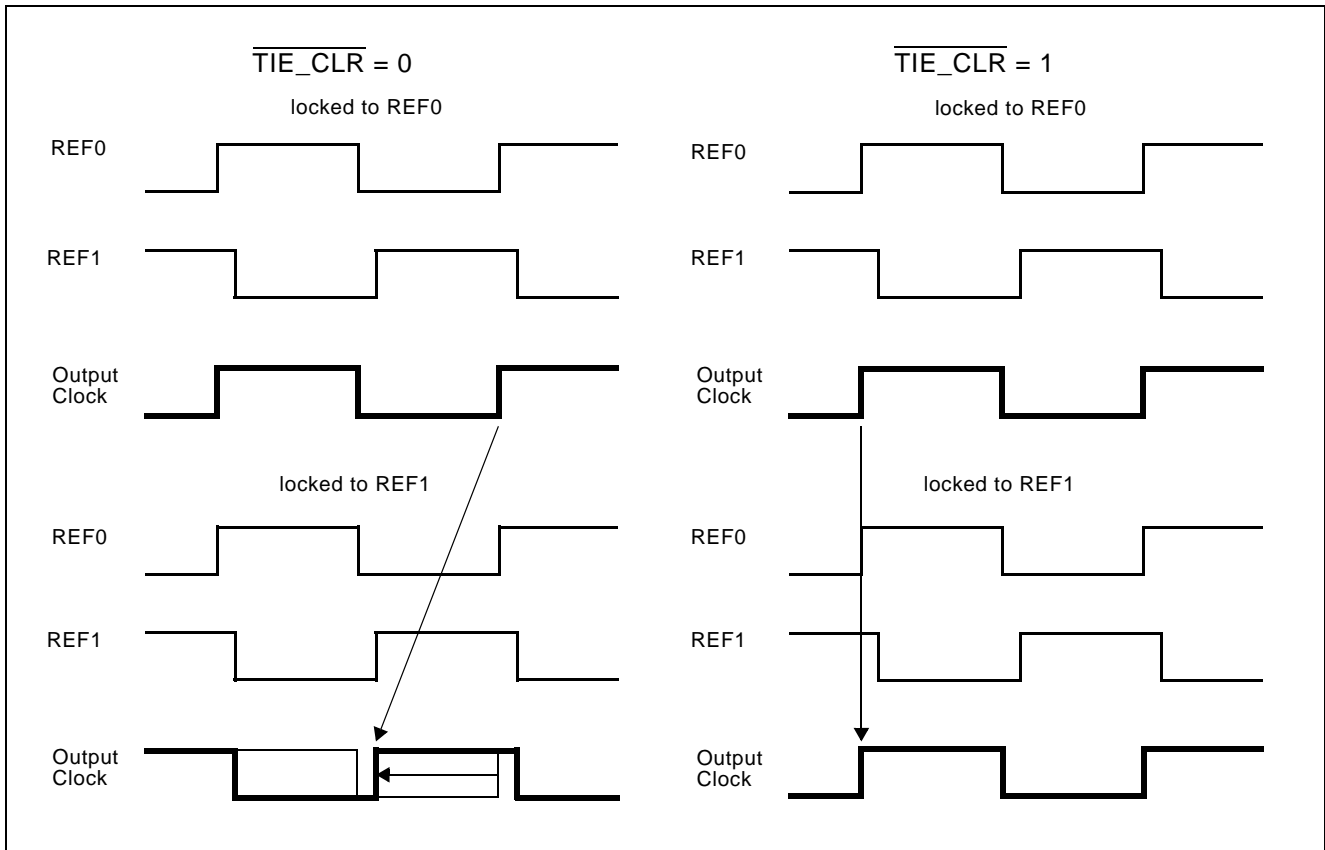 TIE_CLR = 0
locked to REF0
REF0
REF1
Output
Clock
locked to REF1
REF0
REF1
Output
Clock
TIE_CLR = 1
locked to REF0
REF0
REF1
Output
Clock
locked to REF1
REF0
REF1
Output
Clock